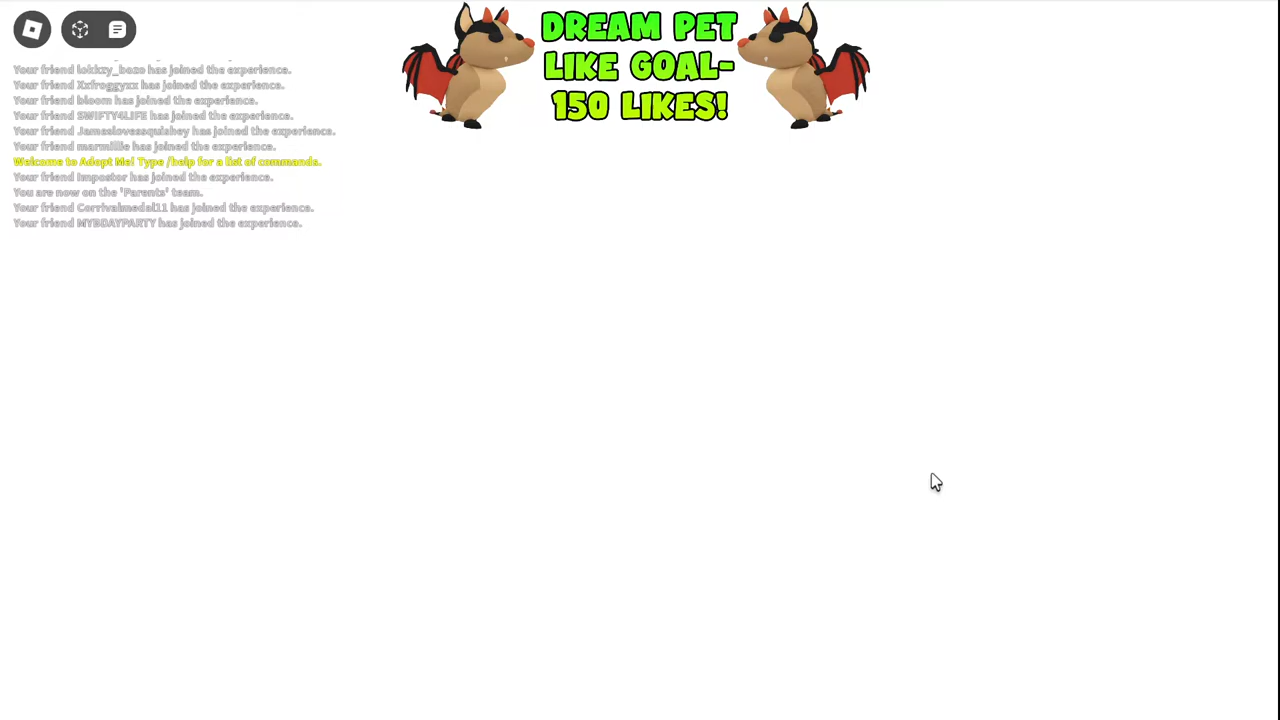 DREAM PET
LIKE GOAL-
150 LIKES!
Your friend lokkzy_bozo has joined the experience.
Your friend Xxfroggyxx has joined the experience.
Your friend bloom has joined the experience.
Your friend SWIFTY4LIFE has joined the experience.
Your friend Jameslovessquishey has joined the experience.
Your friend marmillie has joined the experience.
Welcome to Adopt Me! Type /help for a list of commands.
Your friend Impostor has joined the experience.
You are now on the 'Parents' team.
Your friend Corrivalmedal11 has joined the experience.
Your friend MYBDAYPARTY has joined the experience.